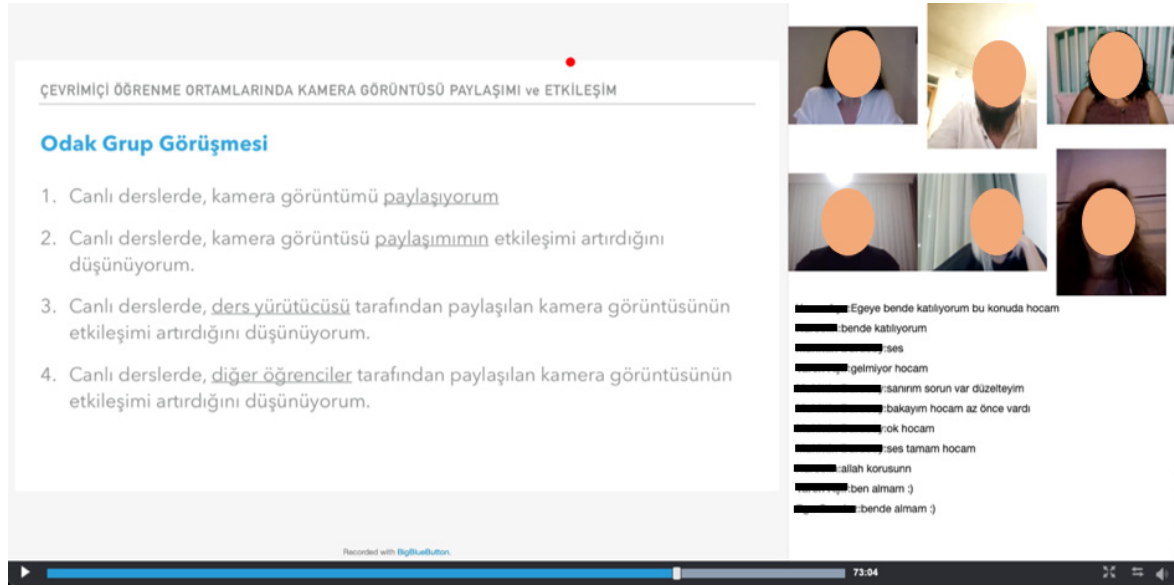 ÇEVRİMİÇİ ÖĞRENME ORTAMLARINDA KAMERA GÖRÜNTÜSÜ PAYLAŞIMI ve ETKİLEŞİM
Odak Grup Görüşmesi
1. Canlı derslerde, kamera görüntümü paylaşıyorum
2. Canlı derslerde, kamera görüntüsü paylaşımımın etkileşimi artırdığını
düşünüyorum.
3. Canlı derslerde, ders yürütücüsü tarafından paylaşılan kamera görüntüsünün
etkileşimi artırdığını düşünüyorum.
4. Canlı derslerde, diğer öğrenciler tarafından paylaşılan kamera görüntüsünün
etkileşimi artırdığını düşünüyorum.
Recorded with BigBlueButton.
:Egeye bende katılıyorum bu konuda hocam
:bende katılıyorum
:ses
:gelmiyor hocam
:sanırım sorun var düzelteyim
:bakayım hocam az önce vardı
:ok hocam
:ses tamam hocam
:allah korusunn
:ben almam :)
:bende almam :)
73:04